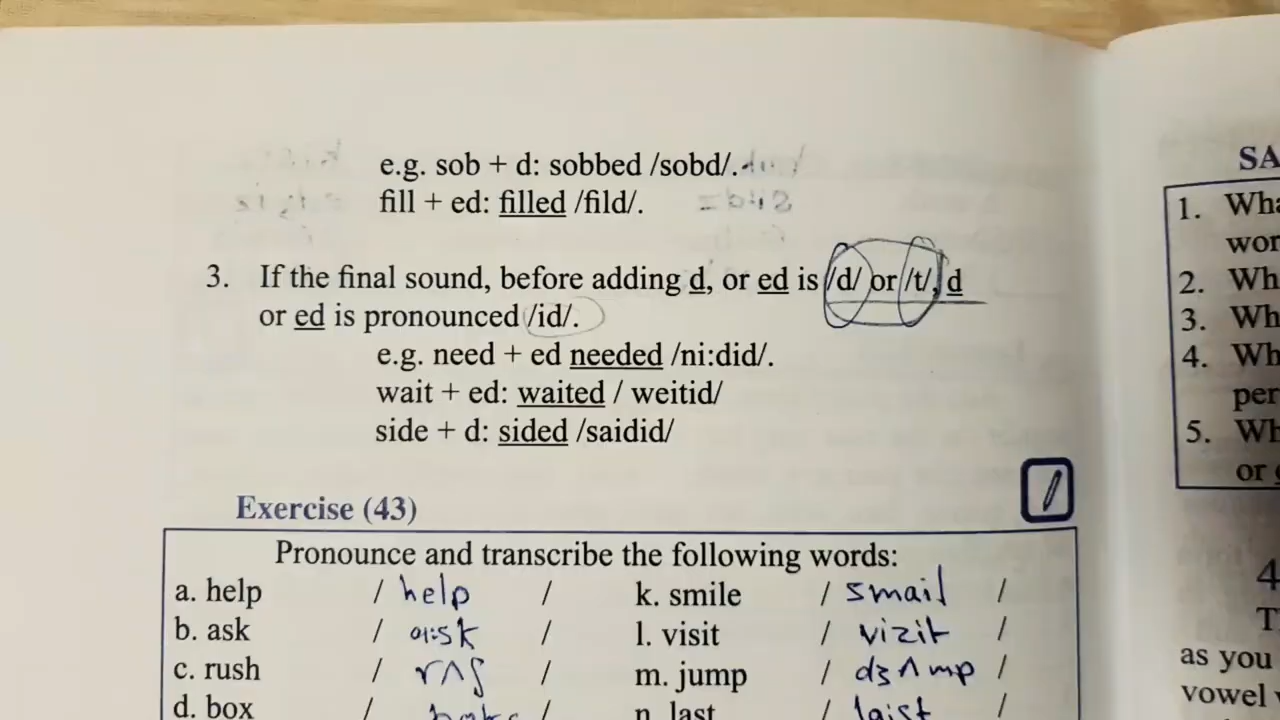 e.g. sob + d: sobbed /sobd/.
fill + ed: filled /fild/.
3. If the final sound, before adding d, or ed is /d/ or /t/, d
or ed is pronounced /id/.
e.g. need + ed needed /ni:did/.
wait + ed: waited / weitid/
side + d: sided /saidid/
Exercise (43)
Pronounce and transcribe the following words:
a. help / help / k. smile / smail /
b. ask / a:sk / l. visit / vizit /
c. rush / rʌʃ / m. jump / dʒʌmp /
d. box / / n. last /
SA
1. Wha
wor
2. Wh
3. Wh
4. Wh
per
5. Wh
or
4
T
as you
vowel